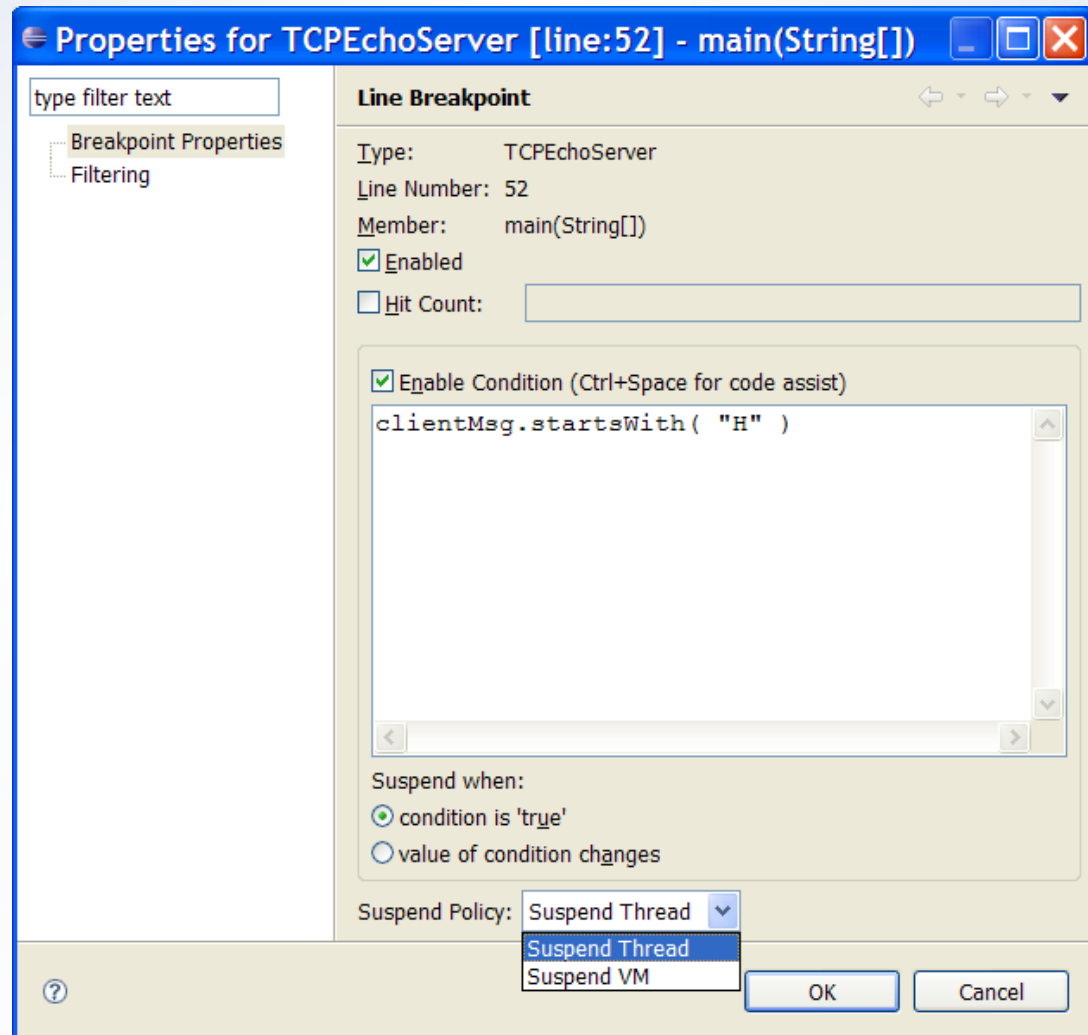 Properties for TCPEchoServer [line:52] - main(String[])
type filter text
Breakpoint Properties
Filtering
Line Breakpoint
Type: TCPEchoServer
Line Number: 52
Member: main(String[])
Enabled
Hit Count:
Enable Condition (Ctrl+Space for code assist)
clientMsg.startsWith( "H" )
Suspend when:
condition is 'true'
value of condition changes
Suspend Policy: Suspend Thread
Suspend Thread
Suspend VM
? OK Cancel